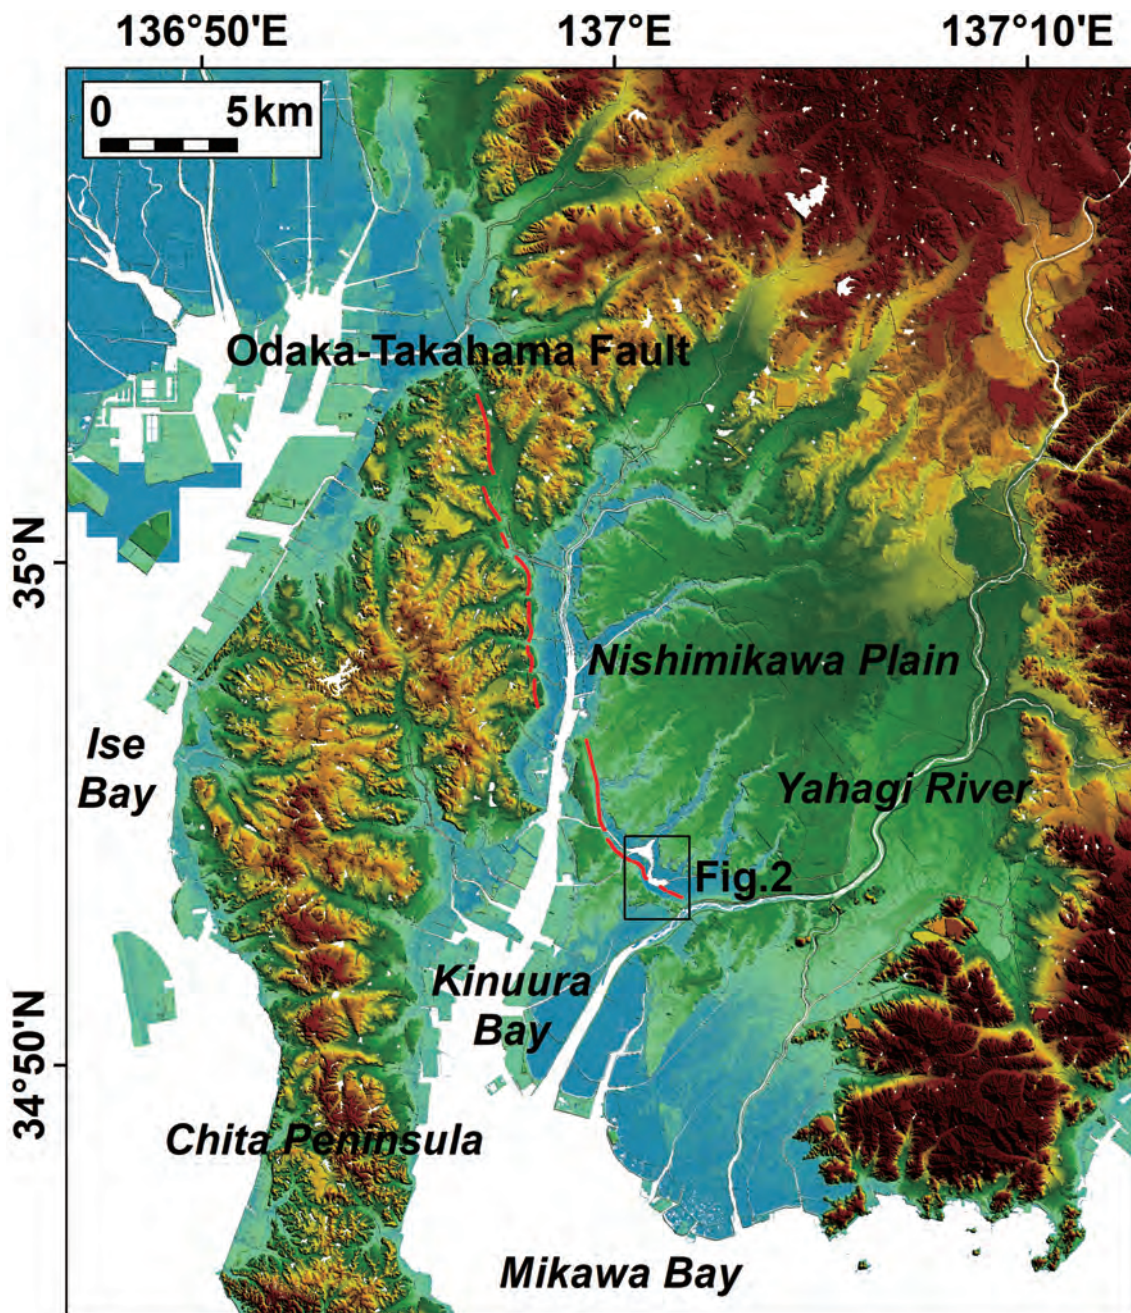 136°50'E
137°E
137°10'E
0
5 km
Odaka-Takahama Fault
35°N
Nishimikawa Plain
Ise
Bay
Yahagi River
Fig.2
Kinuura
Bay
34°50'N
Chita Peninsula
Mikawa Bay